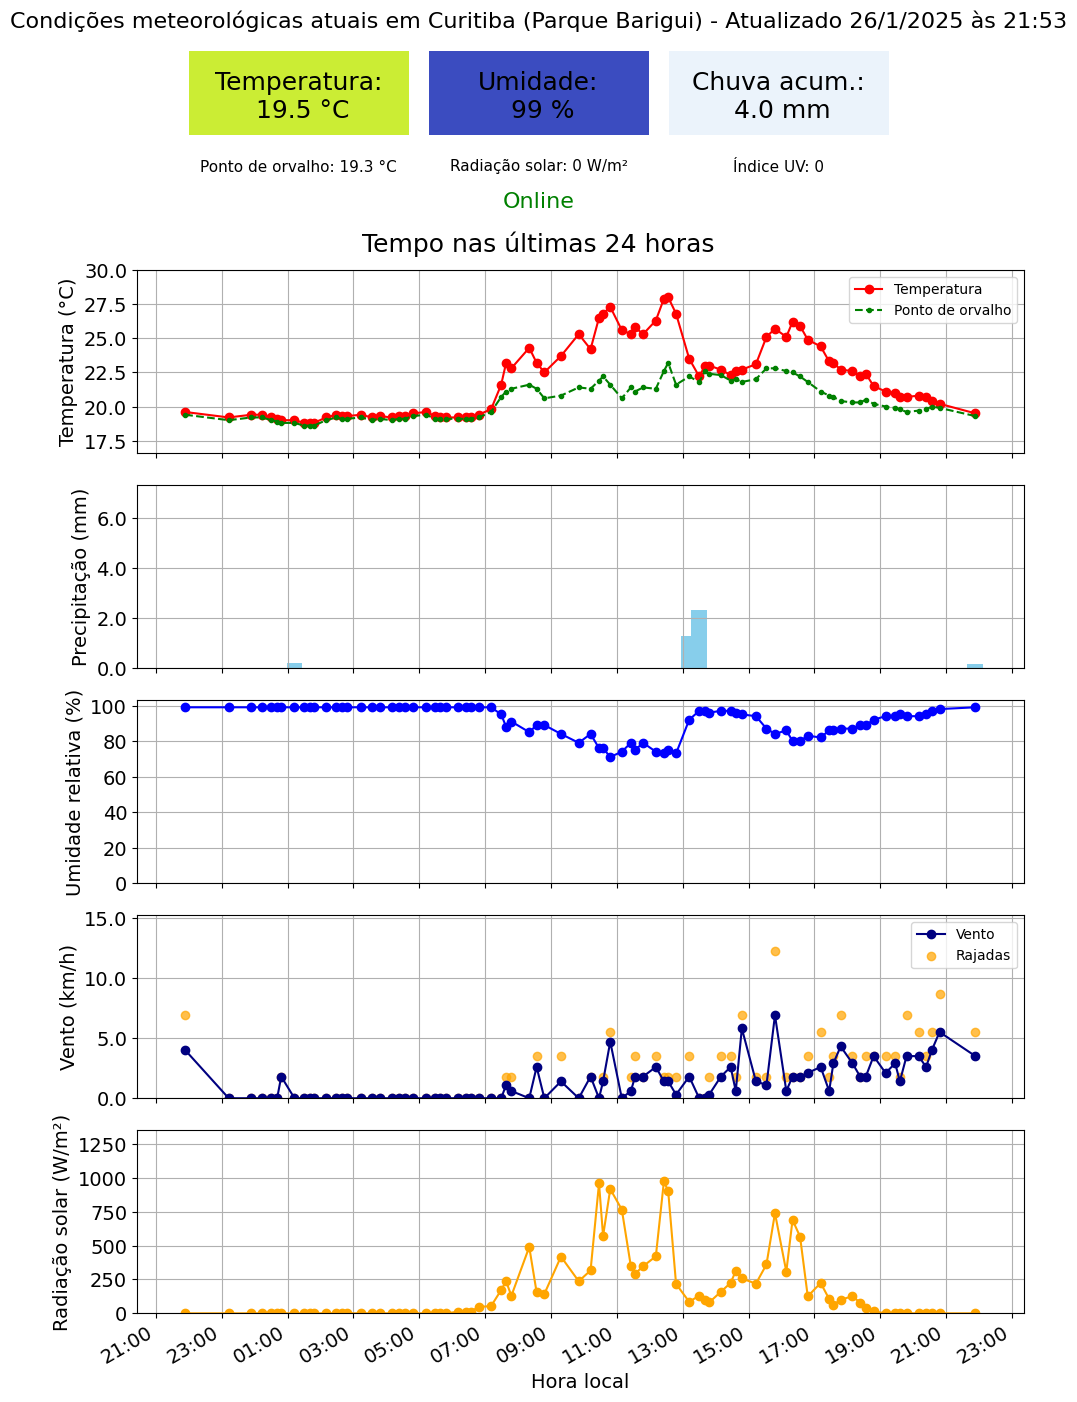 Condições meteorológicas atuais em Curitiba (Parque Barigui) - Atualizado 26/1/2025 às 21:53
Temperatura:
19.5 °C
Umidade:
99 %
Chuva acum.:
4.0 mm
Ponto de orvalho: 19.3 °C
Radiação solar: 0 W/m²
Índice UV: 0
Online
Tempo nas últimas 24 horas
Temperatura (°C)
30.0
27.5
25.0
22.5
20.0
17.5
Temperatura
Ponto de orvalho
Precipitação (mm)
6.0
4.0
2.0
0.0
Umidade relativa (%)
100
80
60
40
20
0
Vento (km/h)
15.0
10.0
5.0
0.0
Vento
Rajadas
Radiação solar (W/m²)
1250
1000
750
500
250
0
21:00
23:00
01:00
03:00
05:00
07:00
09:00
11:00
13:00
15:00
17:00
19:00
21:00
23:00
Hora local